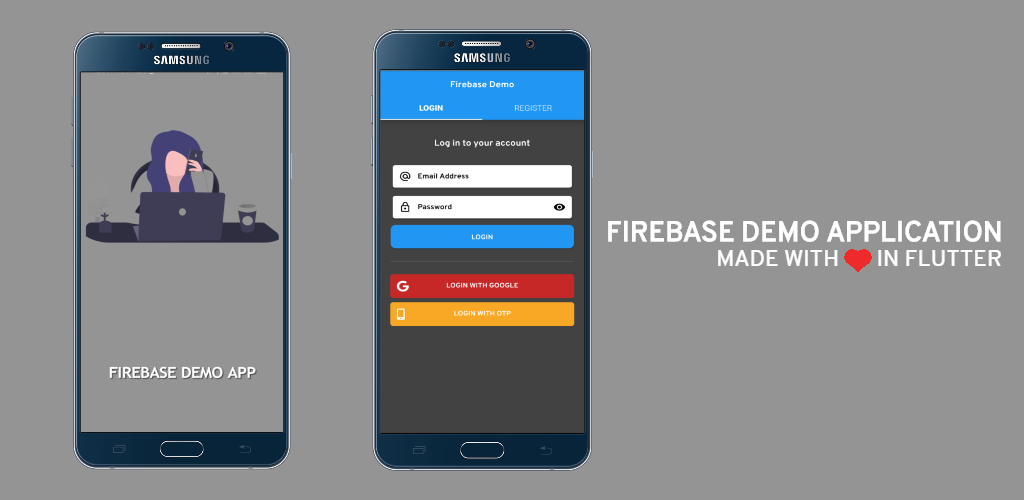 SAMSUNG
FIREBASE DEMO APP
SAMSUNG
Firebase Demo
LOGIN REGISTER
Log in to your account
Email Address
Password
LOGIN
G LOGIN WITH GOOGLE
LOGIN WITH OTP
FIREBASE DEMO APPLICATION
MADE WITH ❤ IN FLUTTER